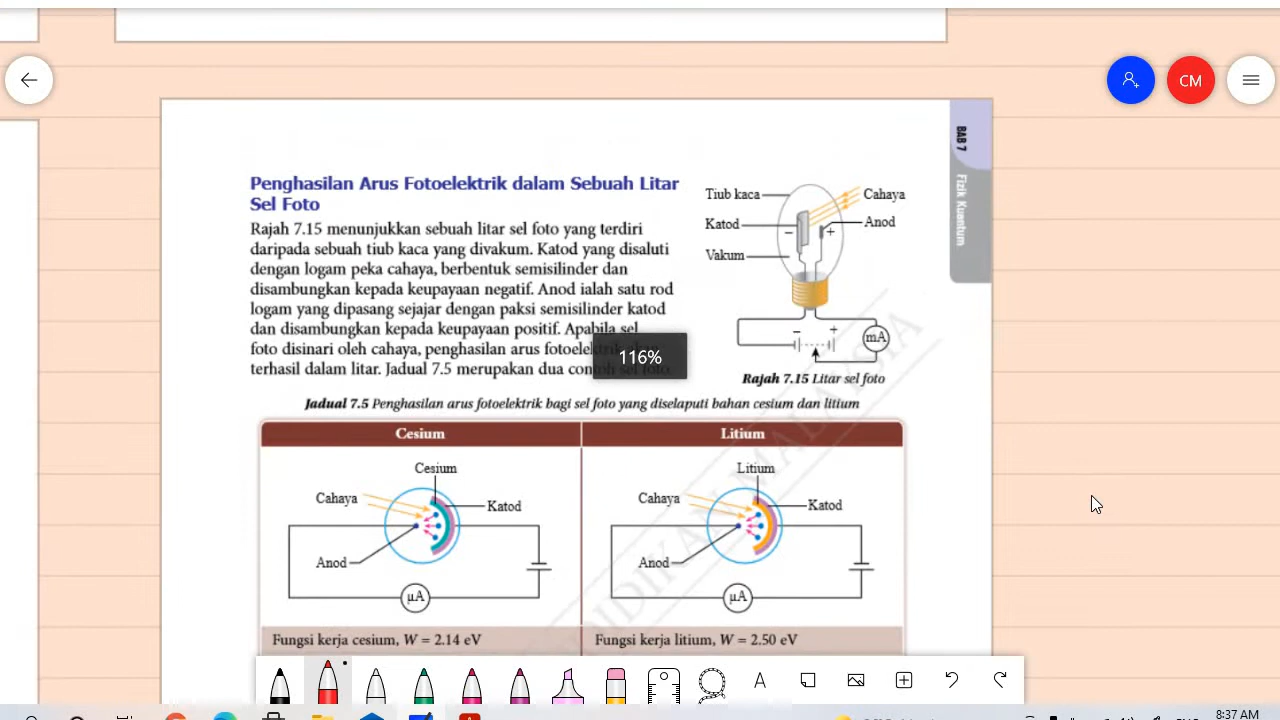 CM
BAB 7
Fizik Kuantum
Penghasilan Arus Fotoelektrik dalam Sebuah Litar
Sel Foto
Rajah 7.15 menunjukkan sebuah litar sel foto yang terdiri
daripada sebuah tiub kaca yang divakum. Katod yang disaluti
dengan logam peka cahaya, berbentuk semisilinder dan
disambungkan kepada keupayaan negatif. Anod ialah satu rod
logam yang dipasang sejajar dengan paksi semisilinder katod
dan disambungkan kepada keupayaan positif. Apabila sel
foto disinari oleh cahaya, penghasilan arus fotoelektrik akan
terhasil dalam litar. Jadual 7.5 merupakan dua contoh sel foto.
116%
Tiub kaca
Cahaya
Katod
Anod
Vakum
− +
− +
mA
Rajah 7.15 Litar sel foto
Jadual 7.5 Penghasilan arus fotoelektrik bagi sel foto yang diselaputi bahan cesium dan litium
Cesium
Litium
Cesium
Cahaya
Katod
Anod
µA
Litium
Cahaya
Katod
Anod
µA
Fungsi kerja cesium, W = 2.14 eV
Fungsi kerja litium, W = 2.50 eV
A
8:37 AM